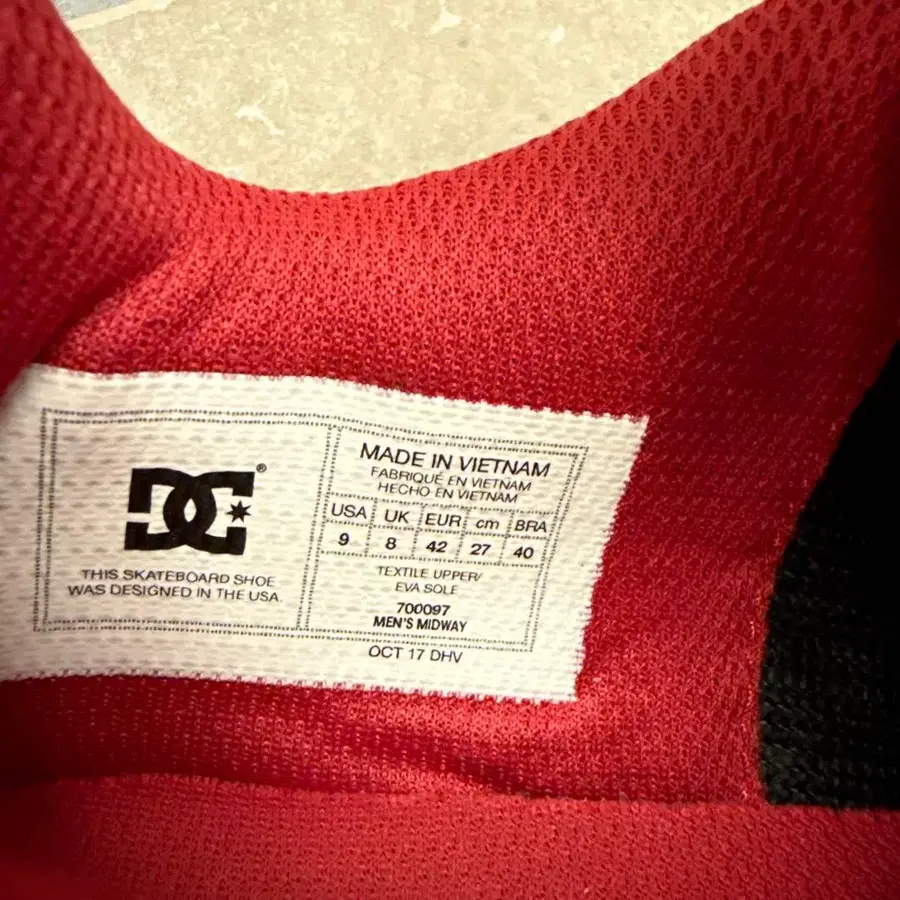 DC®
THIS SKATEBOARD SHOE
WAS DESIGNED IN THE USA.
MADE IN VIETNAM
FABRIQUÉ EN VIETNAM
HECHO EN VIETNAM
USA UK EUR cm BRA
9 8 42 27 40
TEXTILE UPPER/
EVA SOLE
700097
MEN'S MIDWAY
OCT 17 DHV